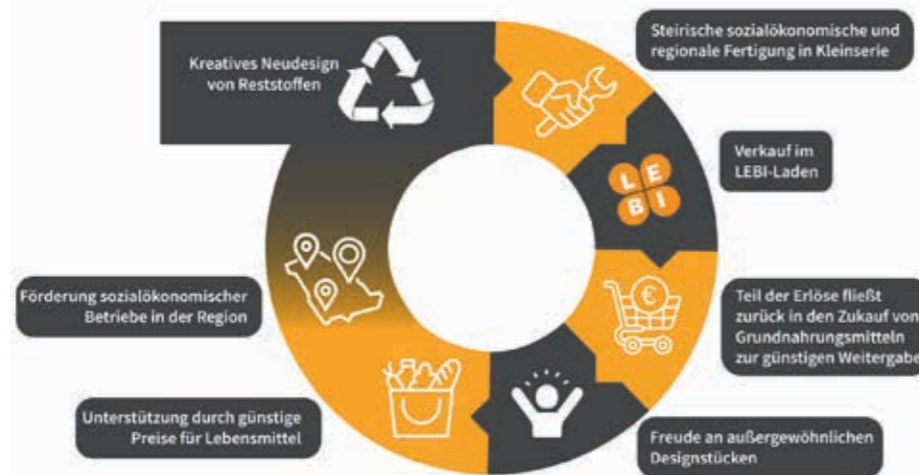 Kreatives Neudesign
von Reststoffen
Steirische sozialökonomische und
regionale Fertigung in Kleinserie
L E
B I
Verkauf im
LEBI-Laden
€
Teil der Erlöse fließt
zurück in den Zukauf von
Grundnahrungsmitteln
zur günstigen Weitergabe
Freude an außergewöhnlichen
Designstücken
Unterstützung durch günstige
Preise für Lebensmittel
Förderung sozialökonomischer
Betriebe in der Region